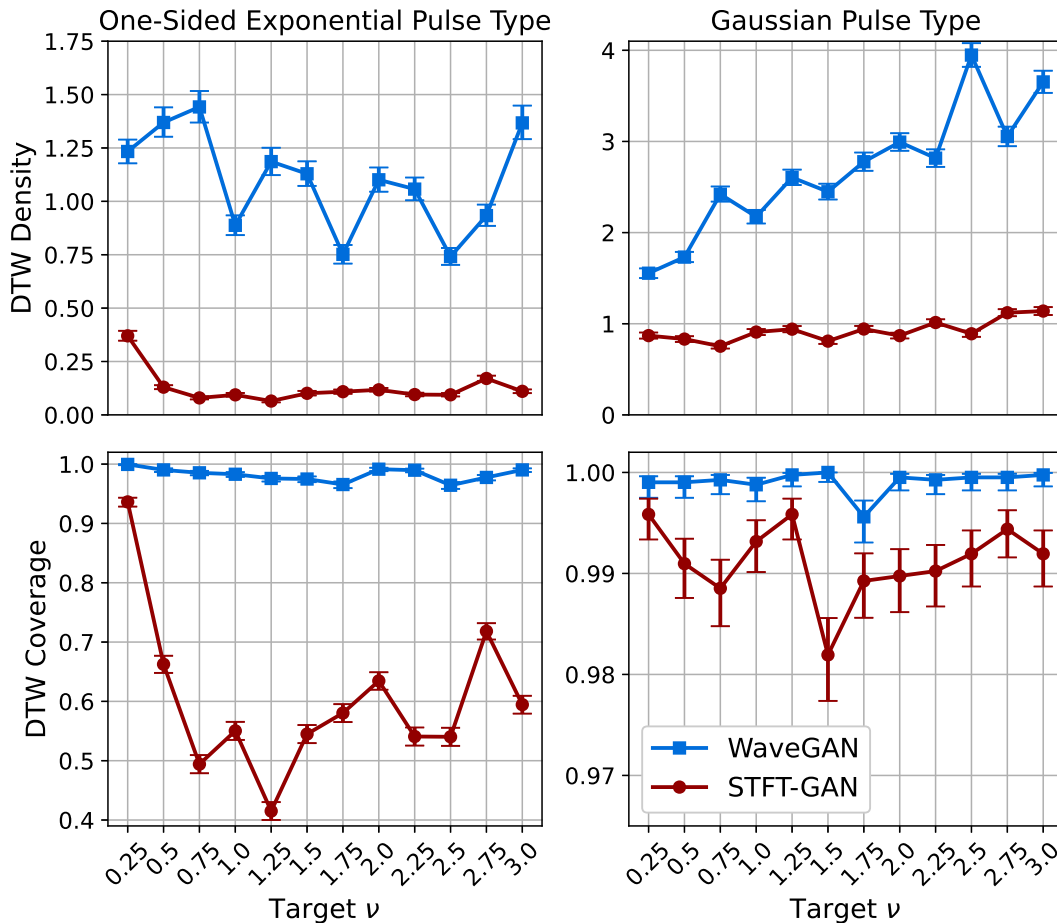 One-Sided Exponential Pulse Type
Gaussian Pulse Type
DTW Density
1.75
1.50
1.25
1.00
0.75
0.50
0.25
0.00
4
3
2
1
0
DTW Coverage
1.0
0.9
0.8
0.7
0.6
0.5
0.4
1.00
0.99
0.98
0.97
WaveGAN
STFT-GAN
0.25 0.5 0.75 1.0 1.25 1.5 1.75 2.0 2.25 2.5 2.75 3.0
0.25 0.5 0.75 1.0 1.25 1.5 1.75 2.0 2.25 2.5 2.75 3.0
Target ν
Target ν